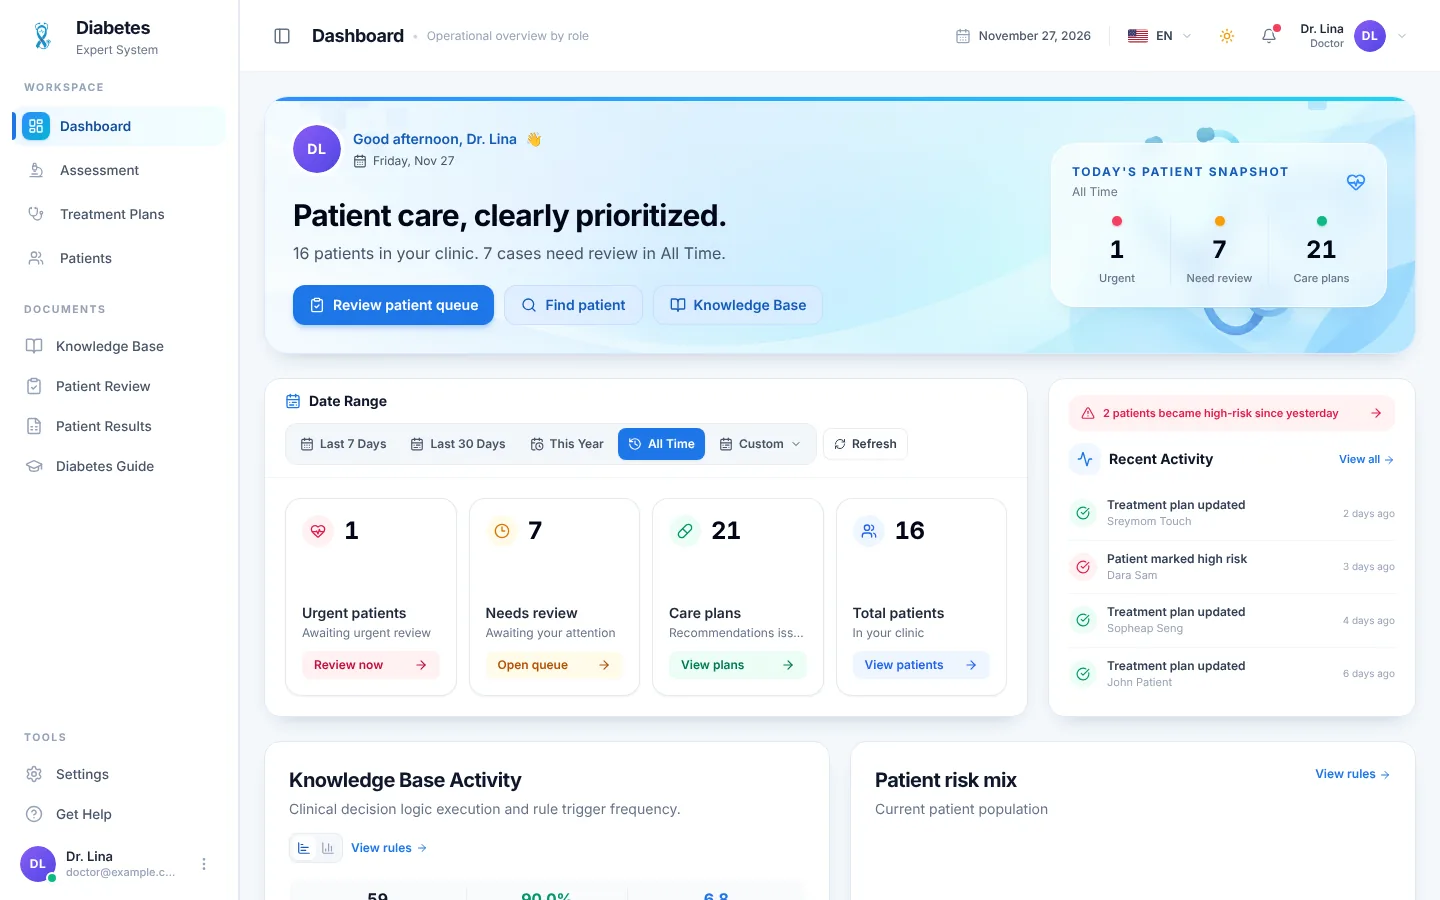 Diabetes
Expert System
WORKSPACE
Dashboard
Assessment
Treatment Plans
Patients
DOCUMENTS
Knowledge Base
Patient Review
Patient Results
Diabetes Guide
TOOLS
Settings
Get Help
DL
Dr. Lina
doctor@example.c...
Dashboard
Operational overview by role
November 27, 2026
EN
Dr. Lina
Doctor
DL
DL
Good afternoon, Dr. Lina 👋
Friday, Nov 27
Patient care, clearly prioritized.
16 patients in your clinic. 7 cases need review in All Time.
Review patient queue
Find patient
Knowledge Base
TODAY'S PATIENT SNAPSHOT
All Time
1
Urgent
7
Need review
21
Care plans
Date Range
Last 7 Days
Last 30 Days
This Year
All Time
Custom
Refresh
1
Urgent patients
Awaiting urgent review
Review now
7
Needs review
Awaiting your attention
Open queue
21
Care plans
Recommendations iss...
View plans
16
Total patients
In your clinic
View patients
2 patients became high-risk since yesterday
Recent Activity
View all
Treatment plan updated
Sreymom Touch
2 days ago
Patient marked high risk
Dara Sam
3 days ago
Treatment plan updated
Sopheap Seng
4 days ago
Treatment plan updated
John Patient
6 days ago
Knowledge Base Activity
Clinical decision logic execution and rule trigger frequency.
View rules
59
90.0%
6.8
Patient risk mix
Current patient population
View rules